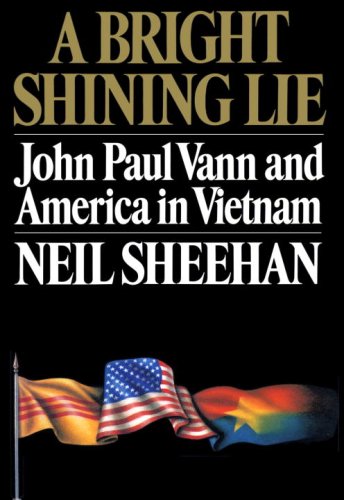 A BRIGHT
SHINING LIE
John Paul Vann and
America in Vietnam
NEIL SHEEHAN